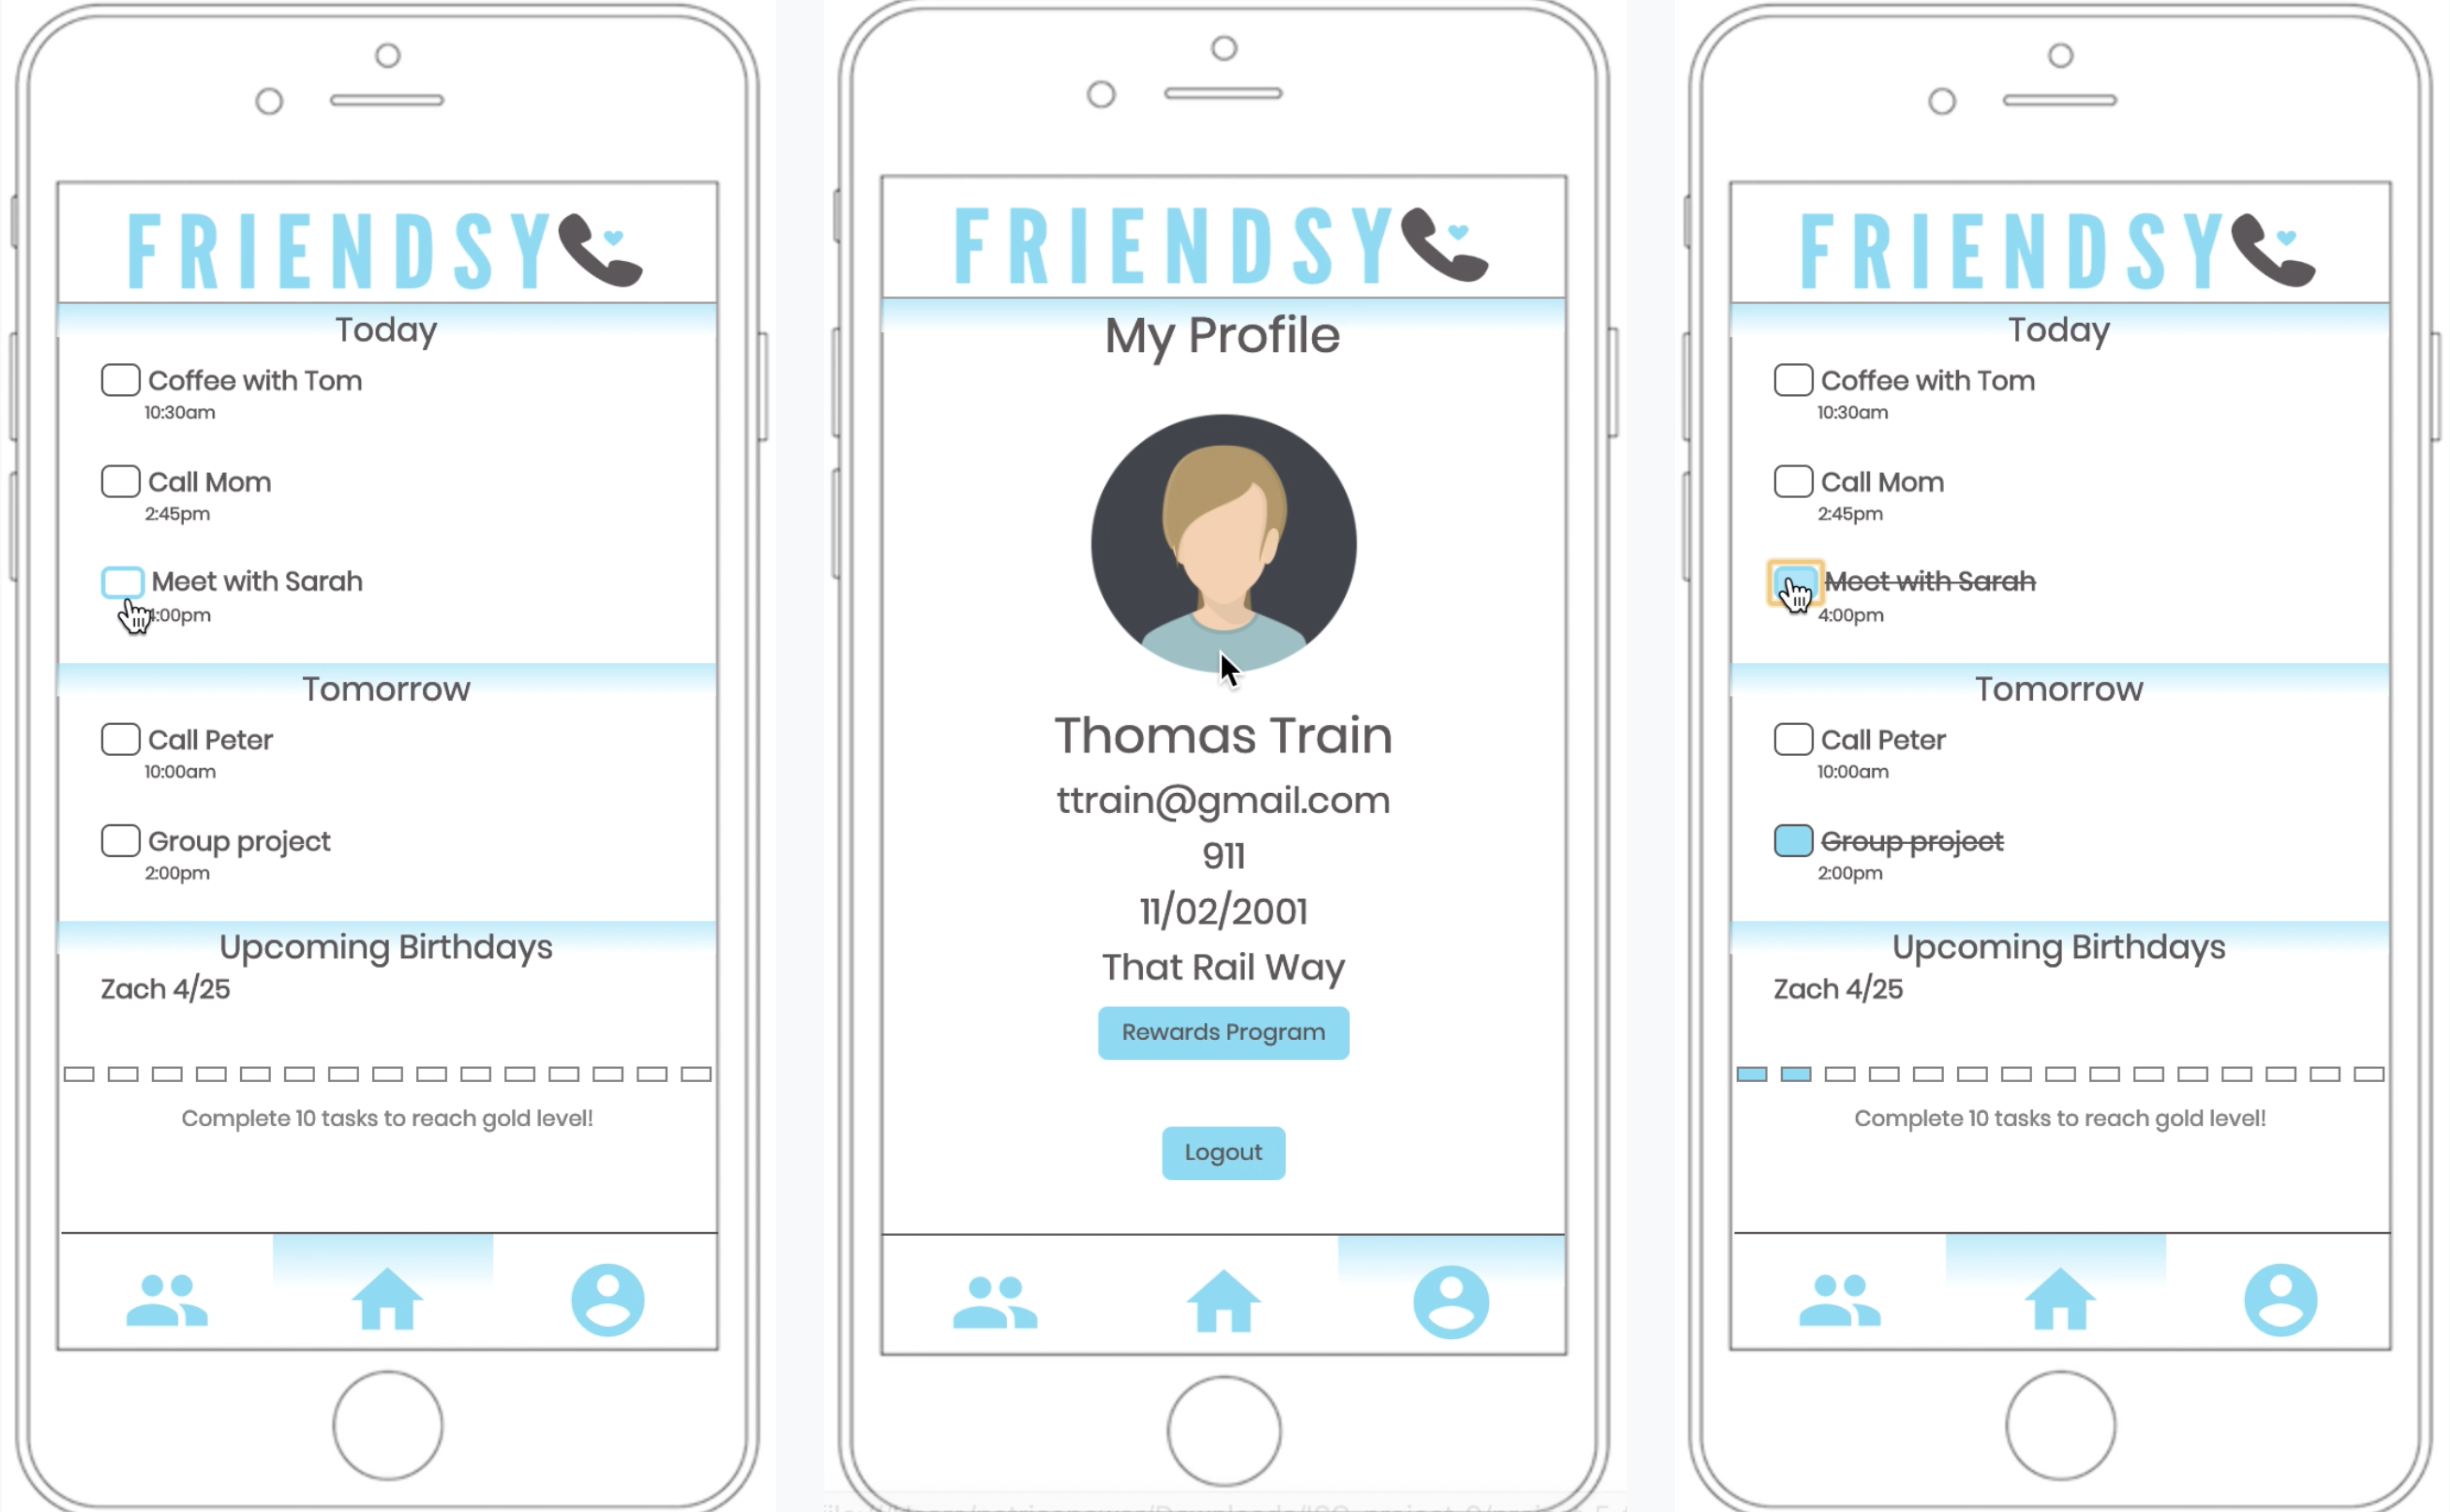 FRIENDSY
Today
Coffee with Tom
10:30am
Call Mom
2:45pm
Meet with Sarah
4:00pm
Tomorrow
Call Peter
10:00am
Group project
2:00pm
Upcoming Birthdays
Zach 4/25
Complete 10 tasks to reach gold level!
FRIENDSY
My Profile
Thomas Train
ttrain@gmail.com
911
11/02/2001
That Rail Way
Rewards Program
Logout
FRIENDSY
Today
Coffee with Tom
10:30am
Call Mom
2:45pm
Meet with Sarah
4:00pm
Tomorrow
Call Peter
10:00am
Group project
2:00pm
Upcoming Birthdays
Zach 4/25
Complete 10 tasks to reach gold level!